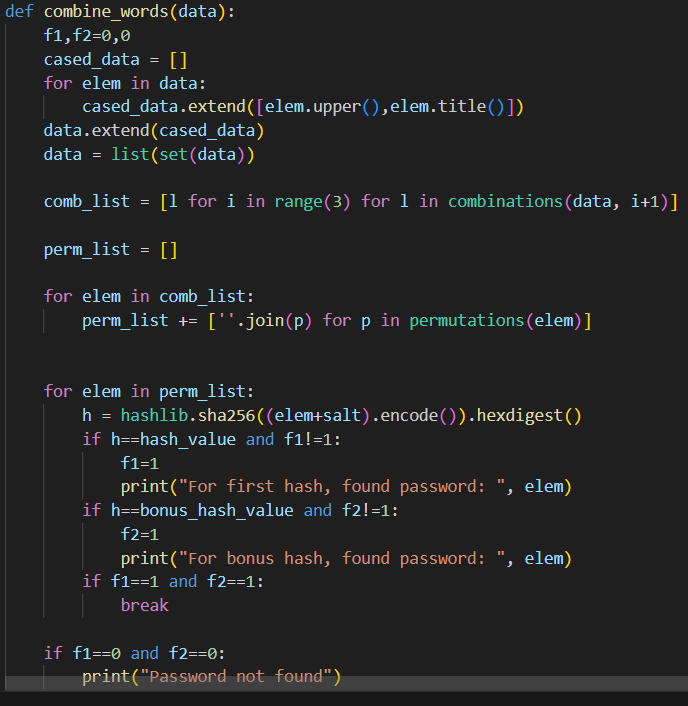 def combine_words(data):
    f1,f2=0,0
    cased_data = []
    for elem in data:
        cased_data.extend([elem.upper(),elem.title()])
    data.extend(cased_data)
    data = list(set(data))
    comb_list = [l for i in range(3) for l in combinations(data, i+1)]
    perm_list = []
    for elem in comb_list:
        perm_list += [''.join(p) for p in permutations(elem)]
    for elem in perm_list:
        h = hashlib.sha256((elem+salt).encode()).hexdigest()
        if h==hash_value and f1!=1:
            f1=1
            print("For first hash, found password: ", elem)
        if h==bonus_hash_value and f2!=1:
            f2=1
            print("For bonus hash, found password: ", elem)
        if f1==1 and f2==1:
            break
    if f1==0 and f2==0:
        print("Password not found")